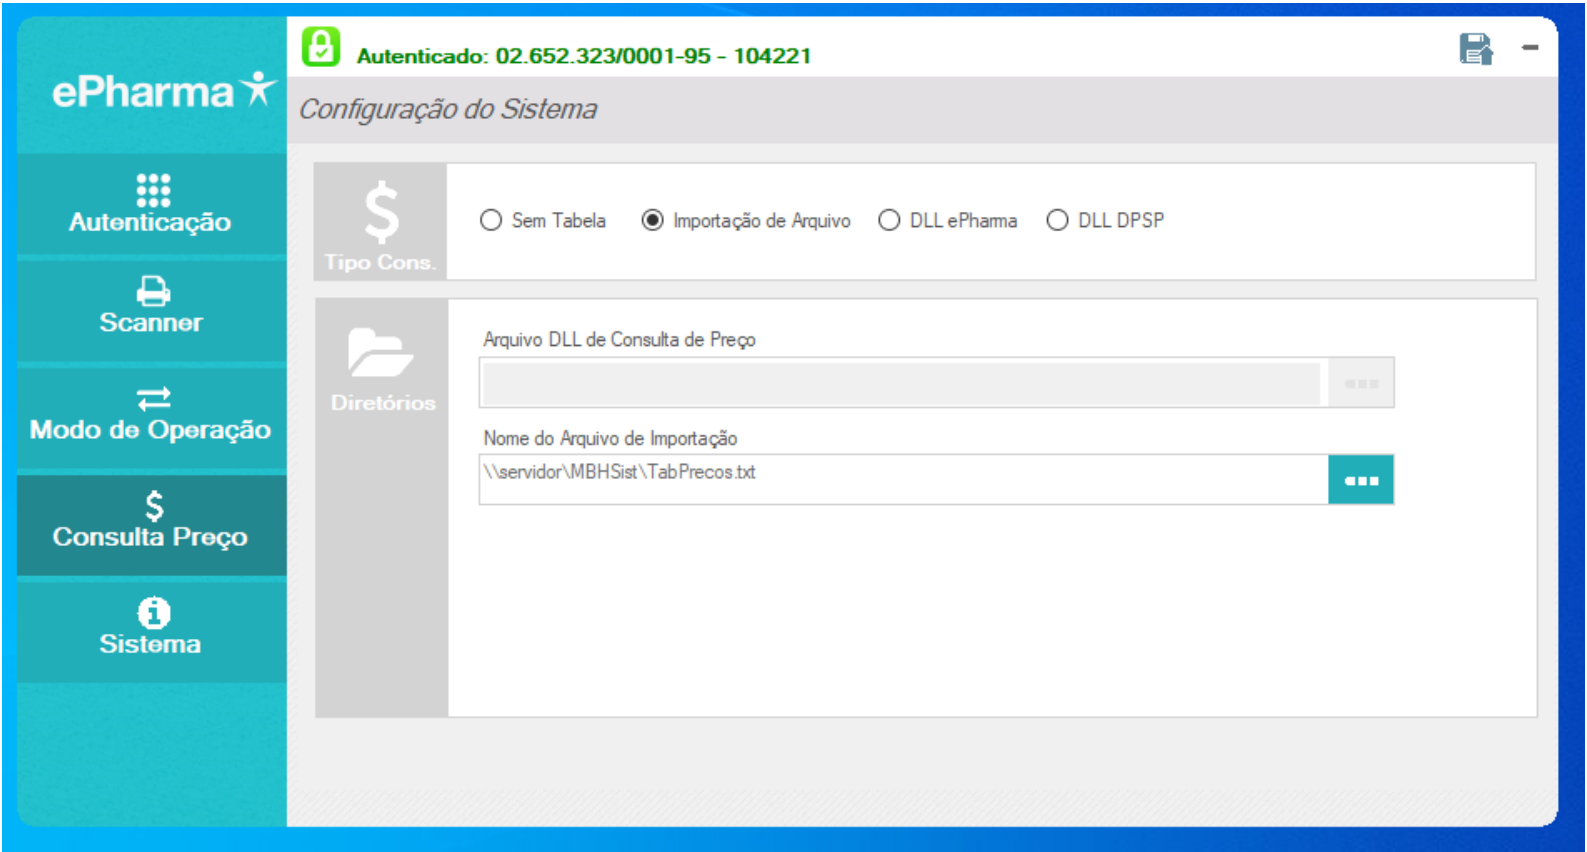 ePharma
Autenticado: 02.652.323/0001-95 - 104221
Configuração do Sistema
Autenticação
Scanner
Modo de Operação
Consulta Preço
Sistema
Tipo Cons.
Sem Tabela
Importação de Arquivo
DLL ePharma
DLL DPSP
Diretórios
Arquivo DLL de Consulta de Preço
Nome do Arquivo de Importação
\\servidor\MBHSist\TabPrecos.txt